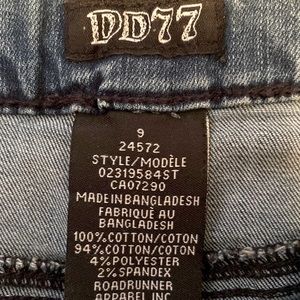 DD77
9
24572
STYLE/MODÈLE
02319584ST
CA07290
MADE IN BANGLADESH
FABRIQUÉ AU
BANGLADESH
100% COTTON/COTON
94% COTTON/COTON
4% POLYESTER
2% SPANDEX
ROADRUNNER
APPAREL INC